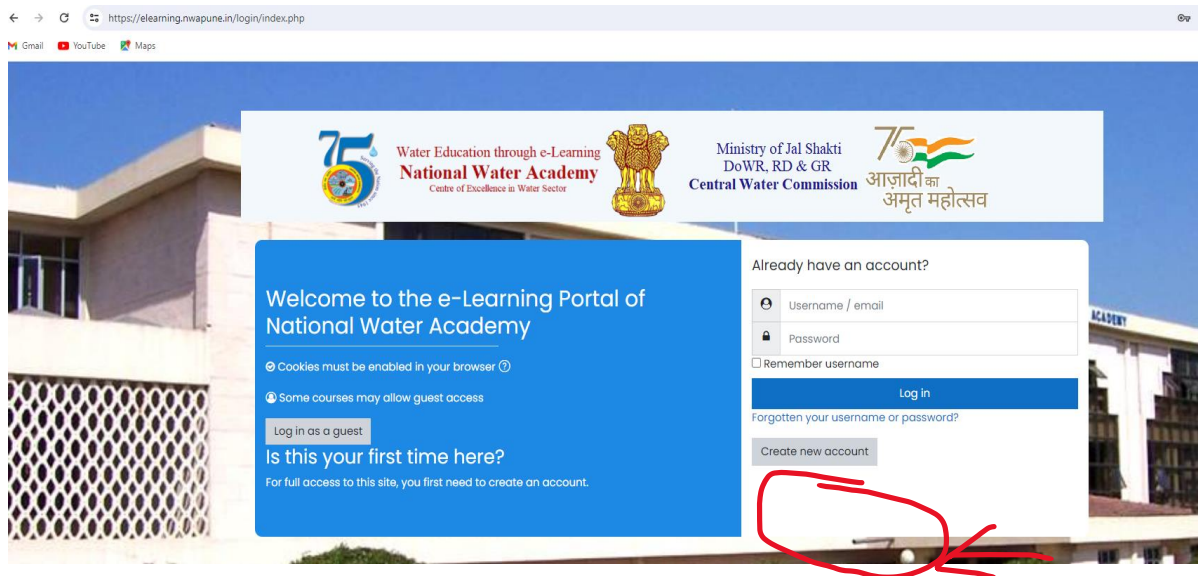 https://elearning.nwapune.in/login/index.php
Gmail YouTube Maps
75
Water Education through e-Learning
National Water Academy
Centre of Excellence in Water Sector
Ministry of Jal Shakti
DoWR, RD & GR
Central Water Commission
75
आज़ादी का
अमृत महोत्सव
Welcome to the e-Learning Portal of
National Water Academy
Cookies must be enabled in your browser
Some courses may allow guest access
Log in as a guest
Is this your first time here?
For full access to this site, you first need to create an account.
Already have an account?
Username / email
Password
Remember username
Log in
Forgotten your username or password?
Create new account
ACADEMY